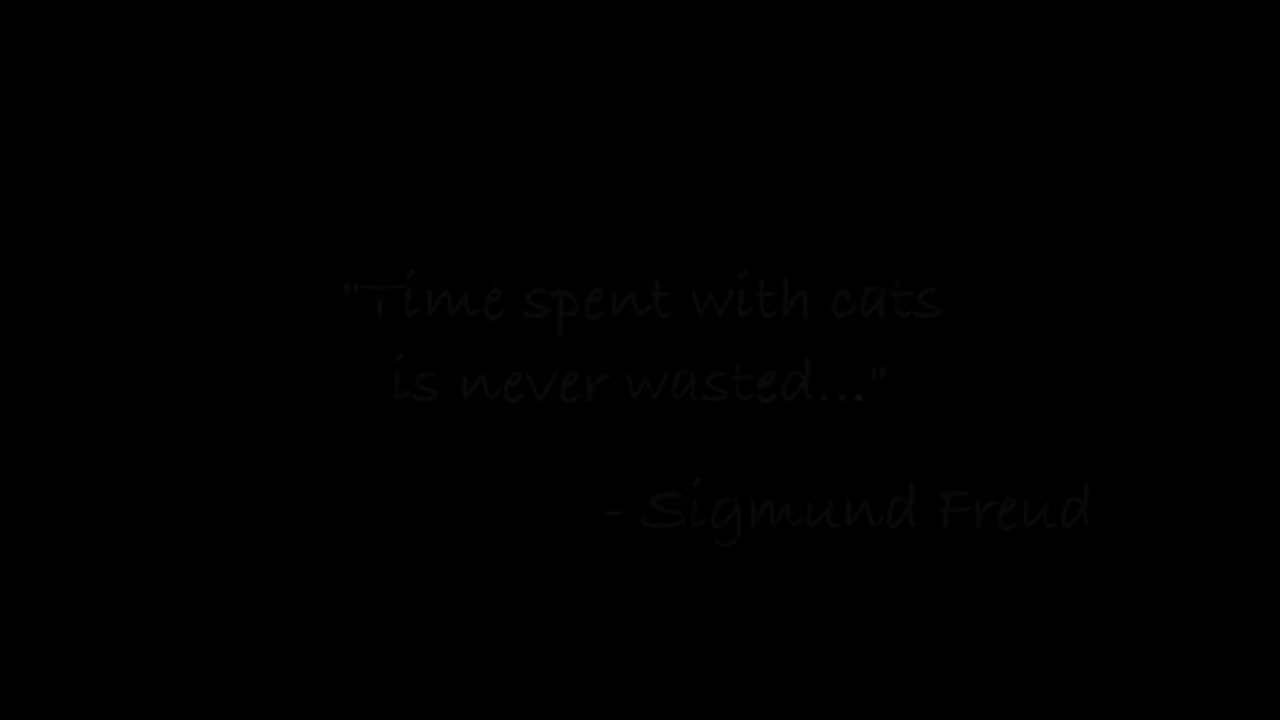 "Time spent with cats
is never wasted..."
- Sigmund Freud